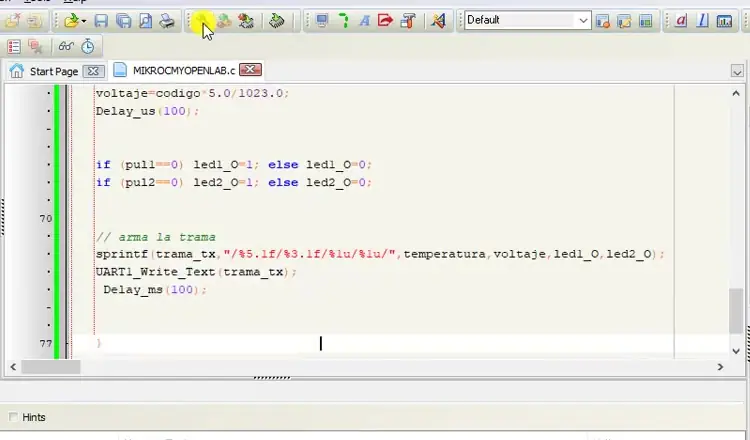 Default
Start Page
MIKROCMYOPENLAB.c
voltaje=codigo*5.0/1023.0;
Delay_us(100);
if (pul1==0) led1_O=1; else led1_O=0;
if (pul2==0) led2_O=1; else led2_O=0;
70
// arma la trama
sprintf(trama_tx,"/%5.1f/%3.1f/%1u/%1u/",temperatura,voltaje,led1_O,led2_O);
UART1_Write_Text(trama_tx);
Delay_ms(100);
77 }
Hints